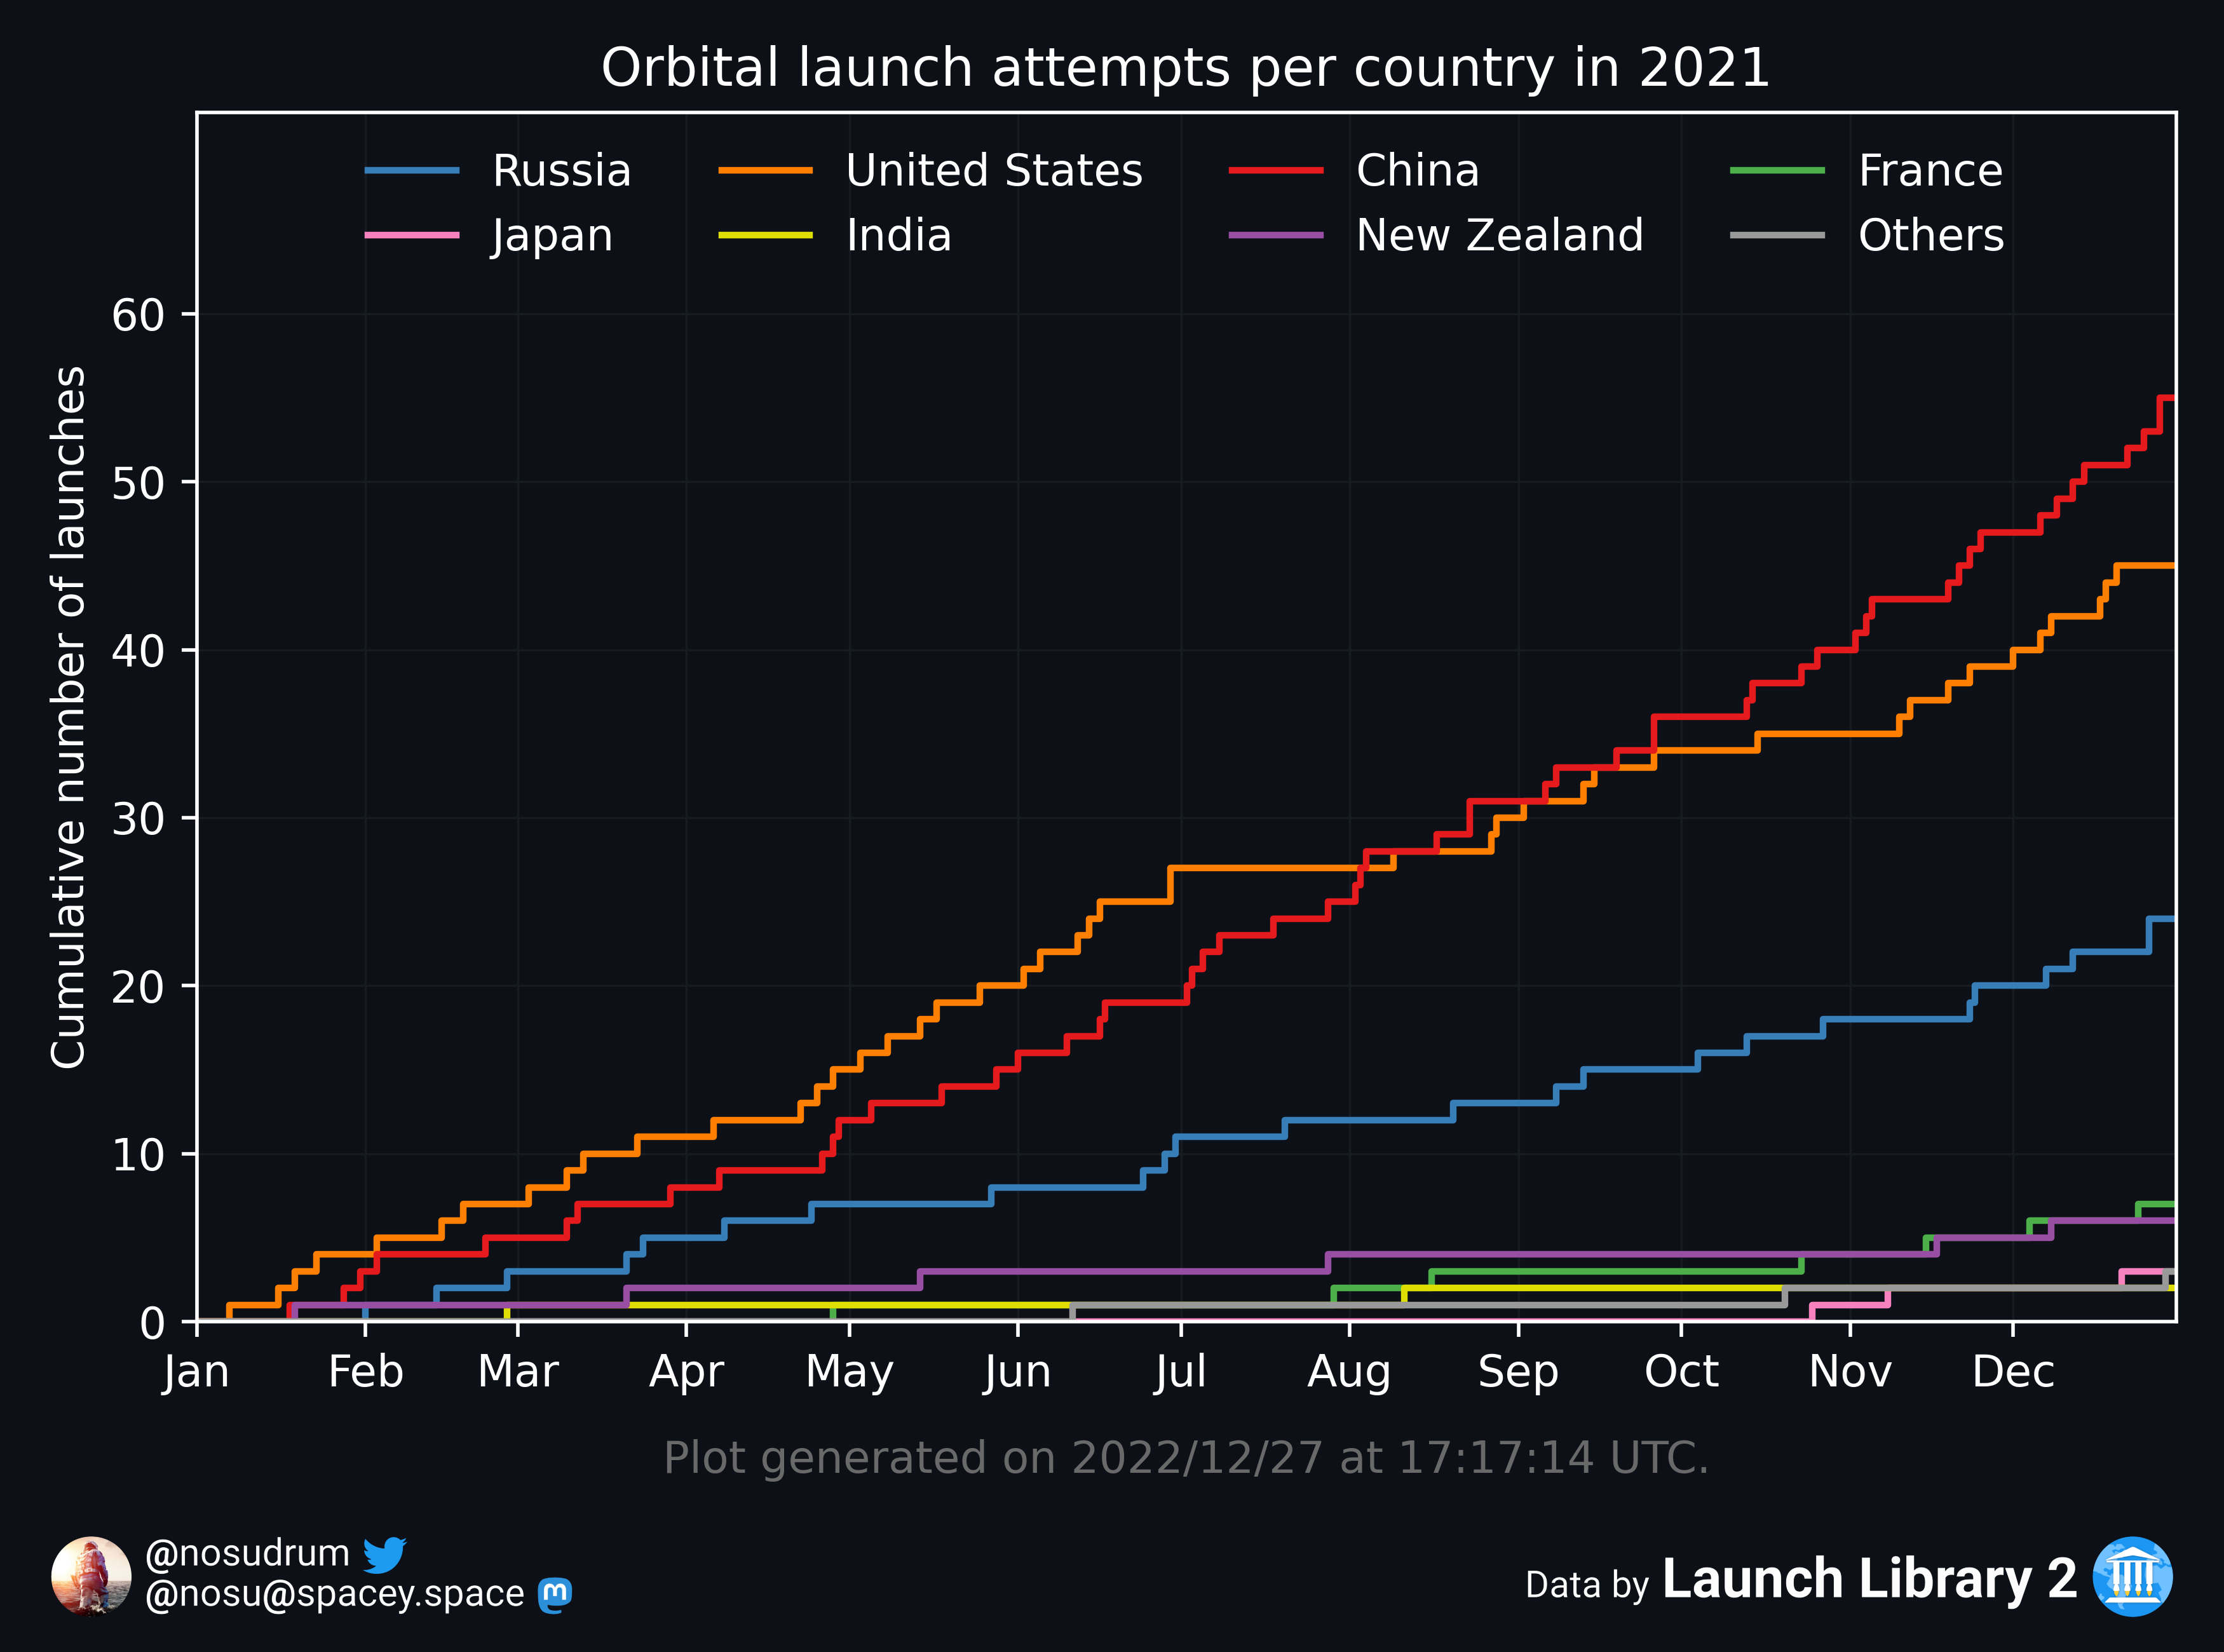 Orbital launch attempts per country in 2021
Russia United States China France
Japan India New Zealand Others
Cumulative number of launches
60
50
40
30
20
10
0
Jan Feb Mar Apr May Jun Jul Aug Sep Oct Nov Dec
Plot generated on 2022/12/27 at 17:17:14 UTC.
@nosudrum
@nosu@spacey.space
Data by Launch Library 2